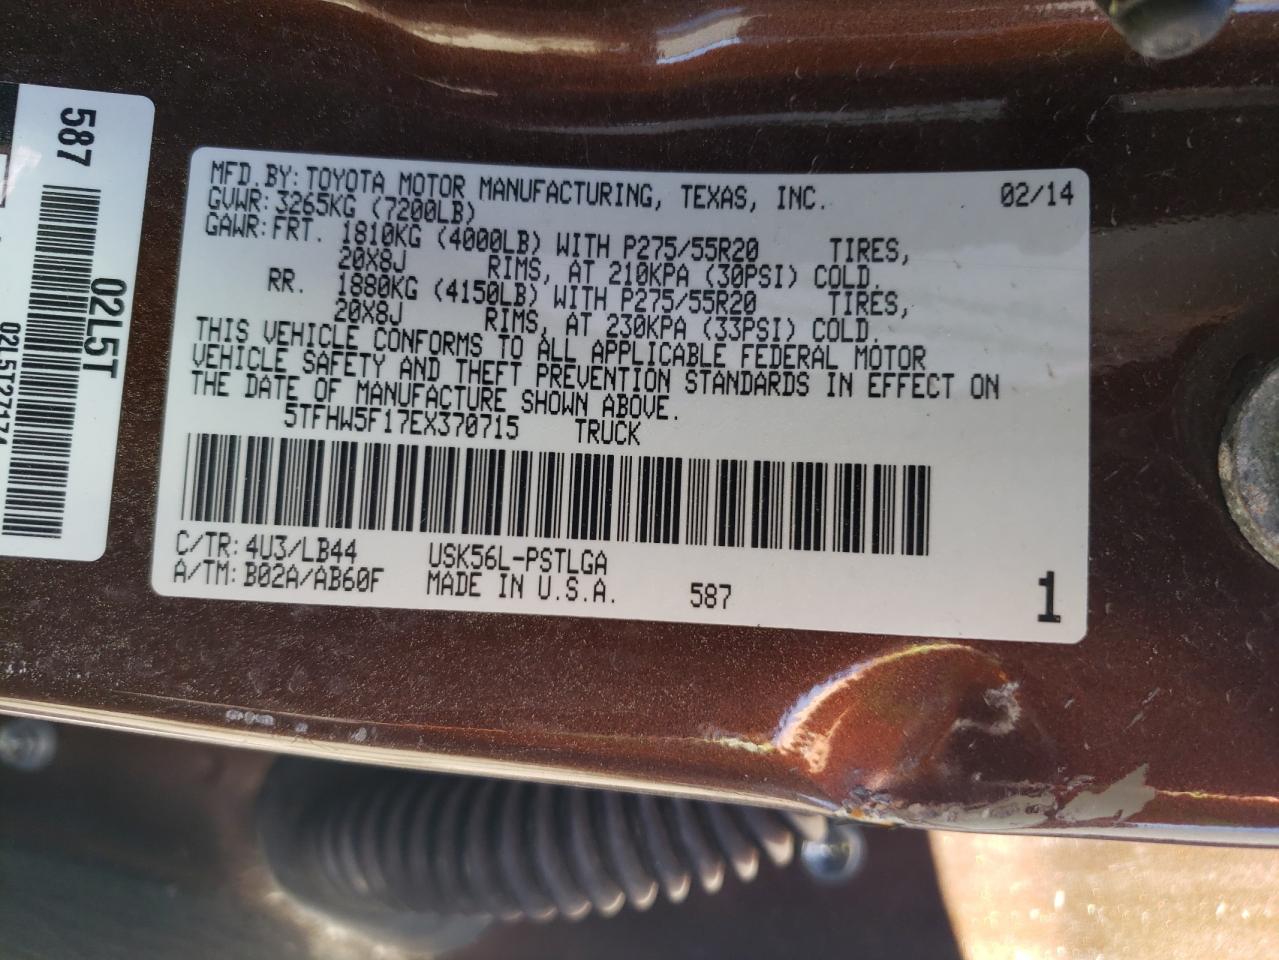 MFD. BY: TOYOTA MOTOR MANUFACTURING, TEXAS, INC. 02/14
GVWR: 3265KG (7200LB)
GAWR: FRT. 1810KG (4000LB) WITH P275/55R20 TIRES,
20X8J RIMS, AT 210KPA (30PSI) COLD.
RR. 1880KG (4150LB) WITH P275/55R20 TIRES,
20X8J RIMS, AT 230KPA (33PSI) COLD.
THIS VEHICLE CONFORMS TO ALL APPLICABLE FEDERAL MOTOR
VEHICLE SAFETY AND THEFT PREVENTION STANDARDS IN EFFECT ON
THE DATE OF MANUFACTURE SHOWN ABOVE.
5TFHW5F17EX370715 TRUCK
C/TR: 4U3/LB44 USK56L-PSTLGA
A/TM: B02A/AB60F MADE IN U.S.A. 587
1
587
02L5T
02L5T27174